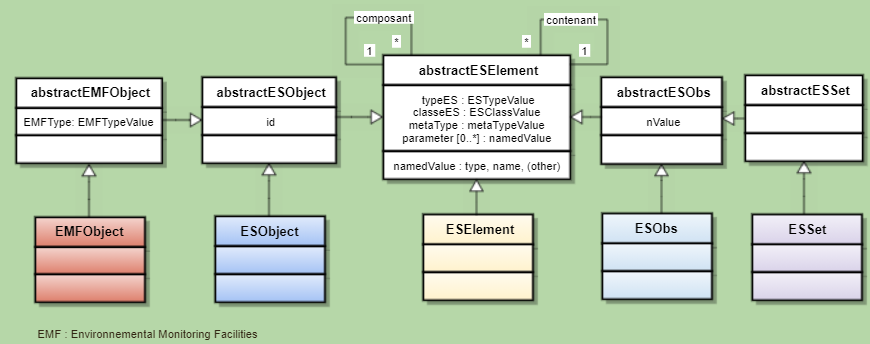 composant
1
*
contenant
*
1
abstractEMFObject
EMFType: EMFTypeValue
abstractESObject
id
abstractESElement
typeES : ESTypeValue
classeES : ESClassValue
metaType : metaTypeValue
parameter [0..*] : namedValue
namedValue : type, name, (other)
abstractESObs
nValue
abstractESSet
EMFObject
ESObject
ESElement
ESObs
ESSet
EMF : Environnemental Monitoring Facilities